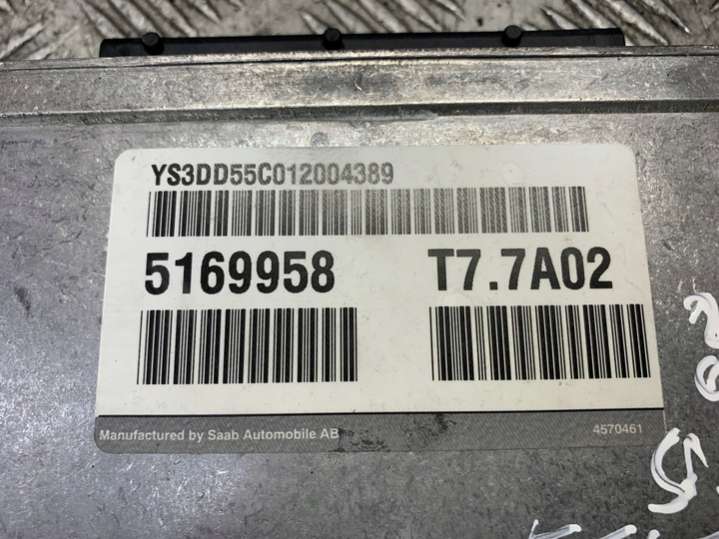 YS3DD55C012004389
5169958 T7.7A02
Manufactured by Saab Automobile AB 4570461